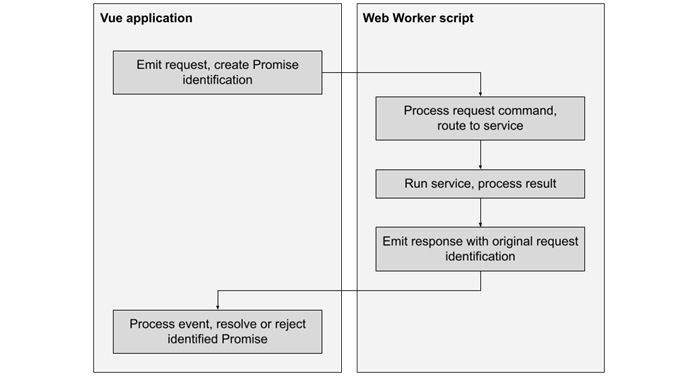 Vue application
Web Worker script
Emit request, create Promise
identification
Process request command,
route to service
Run service, process result
Emit response with original request
identification
Process event, resolve or reject
identified Promise